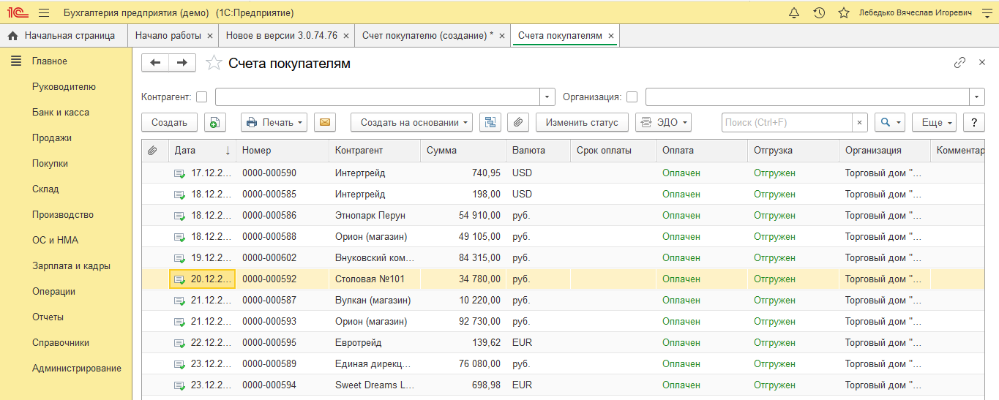 1С Бухгалтерия предприятия (демо) (1С:Предприятие) Лебедько Вячеслав Игоревич
Начальная страница Начало работы × Новое в версии 3.0.74.76 × Счет покупателю (создание) * × Счета покупателям ×
Главное
Руководителю
Банк и касса
Продажи
Покупки
Склад
Производство
ОС и НМА
Зарплата и кадры
Операции
Отчеты
Справочники
Администрирование
Счета покупателям
Контрагент: Организация:
Создать Печать Создать на основании Изменить статус ЭДО Поиск (Ctrl+F) × Еще ?
Дата ↓ Номер Контрагент Сумма Валюта Срок оплаты Оплата Отгрузка Организация Комментар
17.12.2... 0000-000590 Интертрейд 740,95 USD Оплачен Отгружен Торговый дом "...
18.12.2... 0000-000585 Интертрейд 198,00 USD Оплачен Отгружен Торговый дом "...
18.12.2... 0000-000586 Этнопарк Перун 54 910,00 руб. Оплачен Отгружен Торговый дом "...
18.12.2... 0000-000588 Орион (магазин) 49 105,00 руб. Оплачен Отгружен Торговый дом "...
19.12.2... 0000-000602 Внуковский ком... 84 315,00 руб. Оплачен Отгружен Торговый дом "...
20.12.2... 0000-000592 Столовая №101 34 780,00 руб. Оплачен Отгружен Торговый дом "...
21.12.2... 0000-000587 Вулкан (магазин) 10 220,00 руб. Оплачен Отгружен Торговый дом "...
21.12.2... 0000-000593 Орион (магазин) 92 730,00 руб. Оплачен Отгружен Торговый дом "...
22.12.2... 0000-000595 Евротрейд 139,62 EUR Оплачен Отгружен Торговый дом "...
23.12.2... 0000-000589 Единая дирекц... 76 080,00 руб. Оплачен Отгружен Торговый дом "...
23.12.2... 0000-000594 Sweet Dreams L... 698,98 EUR Оплачен Отгружен Торговый дом "...